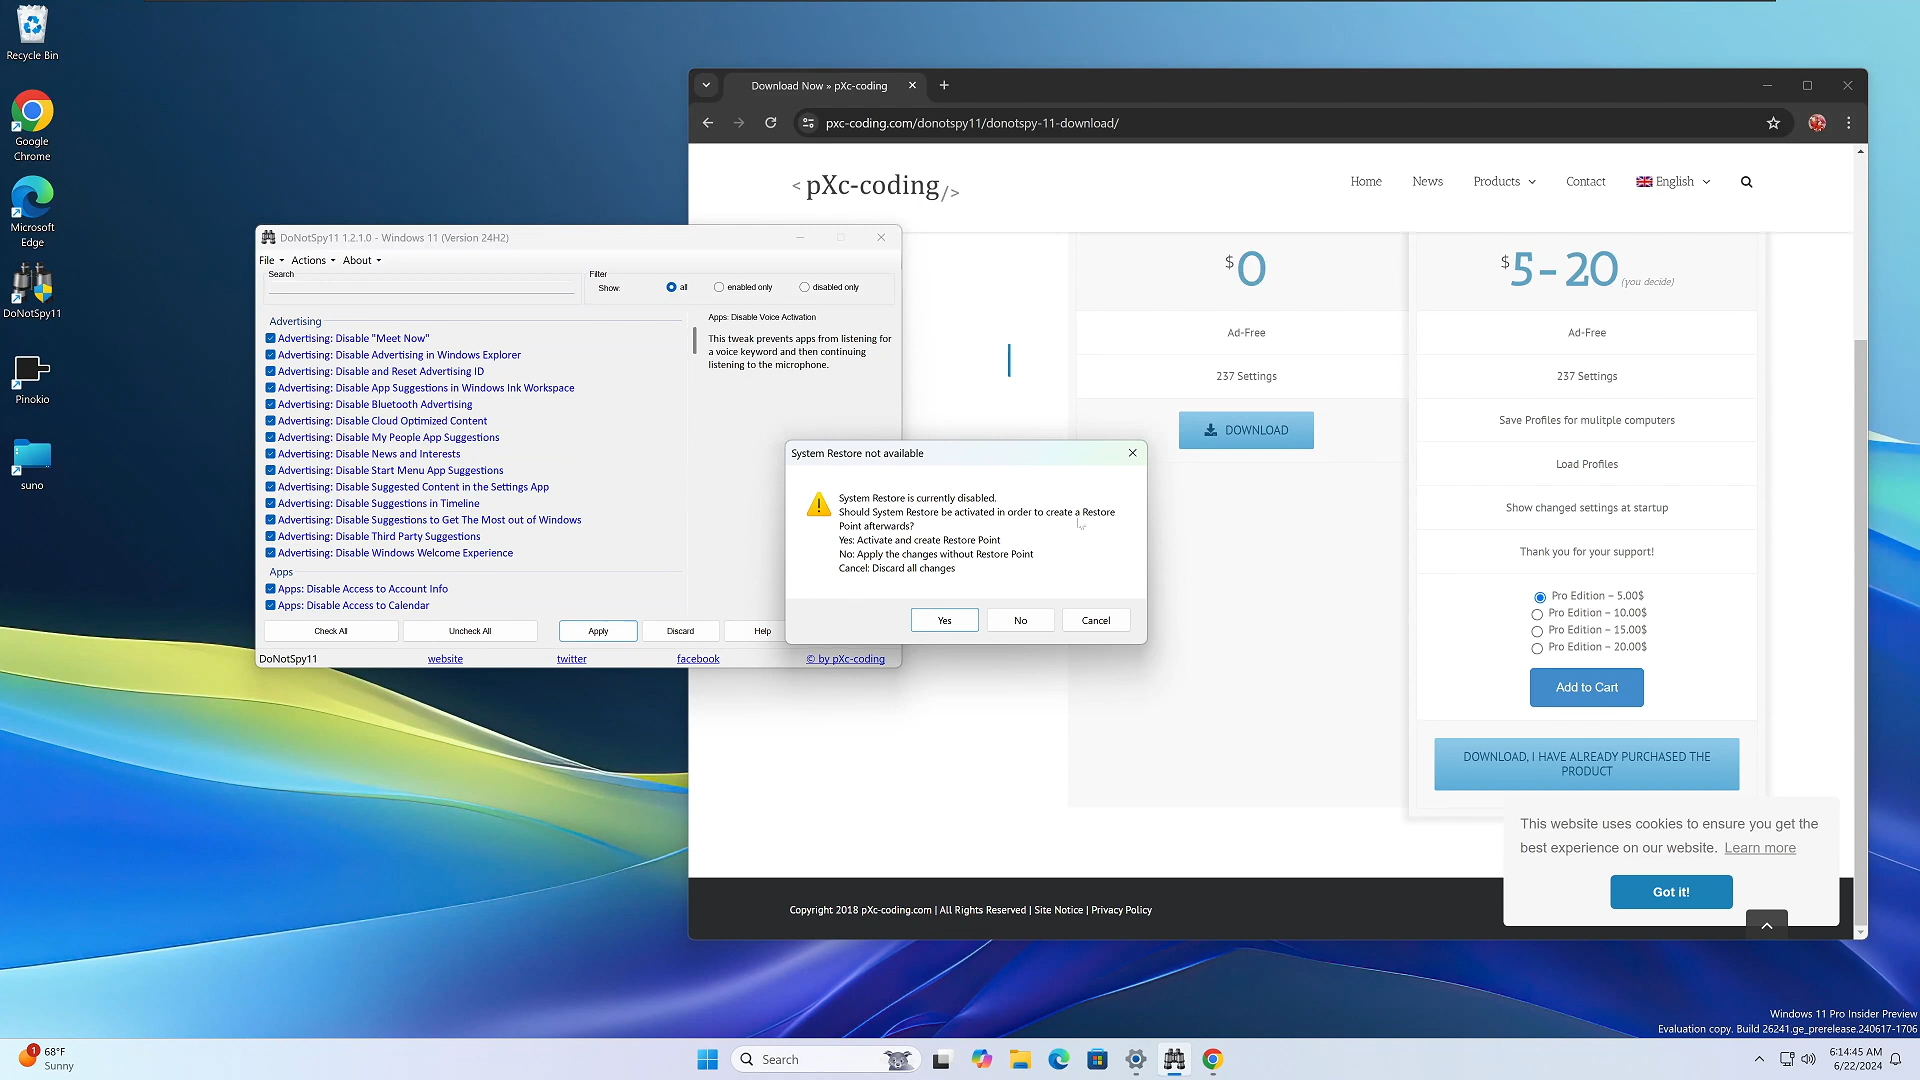 Recycle Bin
Google
Chrome
Microsoft
Edge
DoNotSpy11
Pinokio
suno
Download Now » pXc-coding
pxc-coding.com/donotspy11/donotspy-11-download/
< pXc-coding/>
Home
News
Products
Contact
English
$0
$5-20 (you decide)
Ad-Free
Ad-Free
237 Settings
237 Settings
DOWNLOAD
Save Profiles for mulitple computers
Load Profiles
Show changed settings at startup
Thank you for your support!
Pro Edition – 5.00$
Pro Edition – 10.00$
Pro Edition – 15.00$
Pro Edition – 20.00$
Add to Cart
DOWNLOAD, I HAVE ALREADY PURCHASED THE
PRODUCT
This website uses cookies to ensure you get the
best experience on our website. Learn more
Got it!
Copyright 2018 pXc-coding.com | All Rights Reserved | Site Notice | Privacy Policy
DoNotSpy11 1.2.1.0 - Windows 11 (Version 24H2)
File
Actions
About
Search
Filter
Show:
all
enabled only
disabled only
Advertising
Advertising: Disable "Meet Now"
Advertising: Disable Advertising in Windows Explorer
Advertising: Disable and Reset Advertising ID
Advertising: Disable App Suggestions in Windows Ink Workspace
Advertising: Disable Bluetooth Advertising
Advertising: Disable Cloud Optimized Content
Advertising: Disable My People App Suggestions
Advertising: Disable News and Interests
Advertising: Disable Start Menu App Suggestions
Advertising: Disable Suggested Content in the Settings App
Advertising: Disable Suggestions in Timeline
Advertising: Disable Suggestions to Get The Most out of Windows
Advertising: Disable Third Party Suggestions
Advertising: Disable Windows Welcome Experience
Apps
Apps: Disable Access to Account Info
Apps: Disable Access to Calendar
Apps: Disable Voice Activation
This tweak prevents apps from listening for
a voice keyword and then continuing
listening to the microphone.
Check All
Uncheck All
Apply
Discard
Help
DoNotSpy11
website
twitter
facebook
© by pXc-coding
System Restore not available
System Restore is currently disabled.
Should System Restore be activated in order to create a Restore
Point afterwards?
Yes: Activate and create Restore Point
No: Apply the changes without Restore Point
Cancel: Discard all changes
Yes
No
Cancel
Windows 11 Pro Insider Preview
Evaluation copy. Build 26241.ge_prerelease.240617-1706
1
68°F
Sunny
Search
6:14:45 AM
6/22/2024